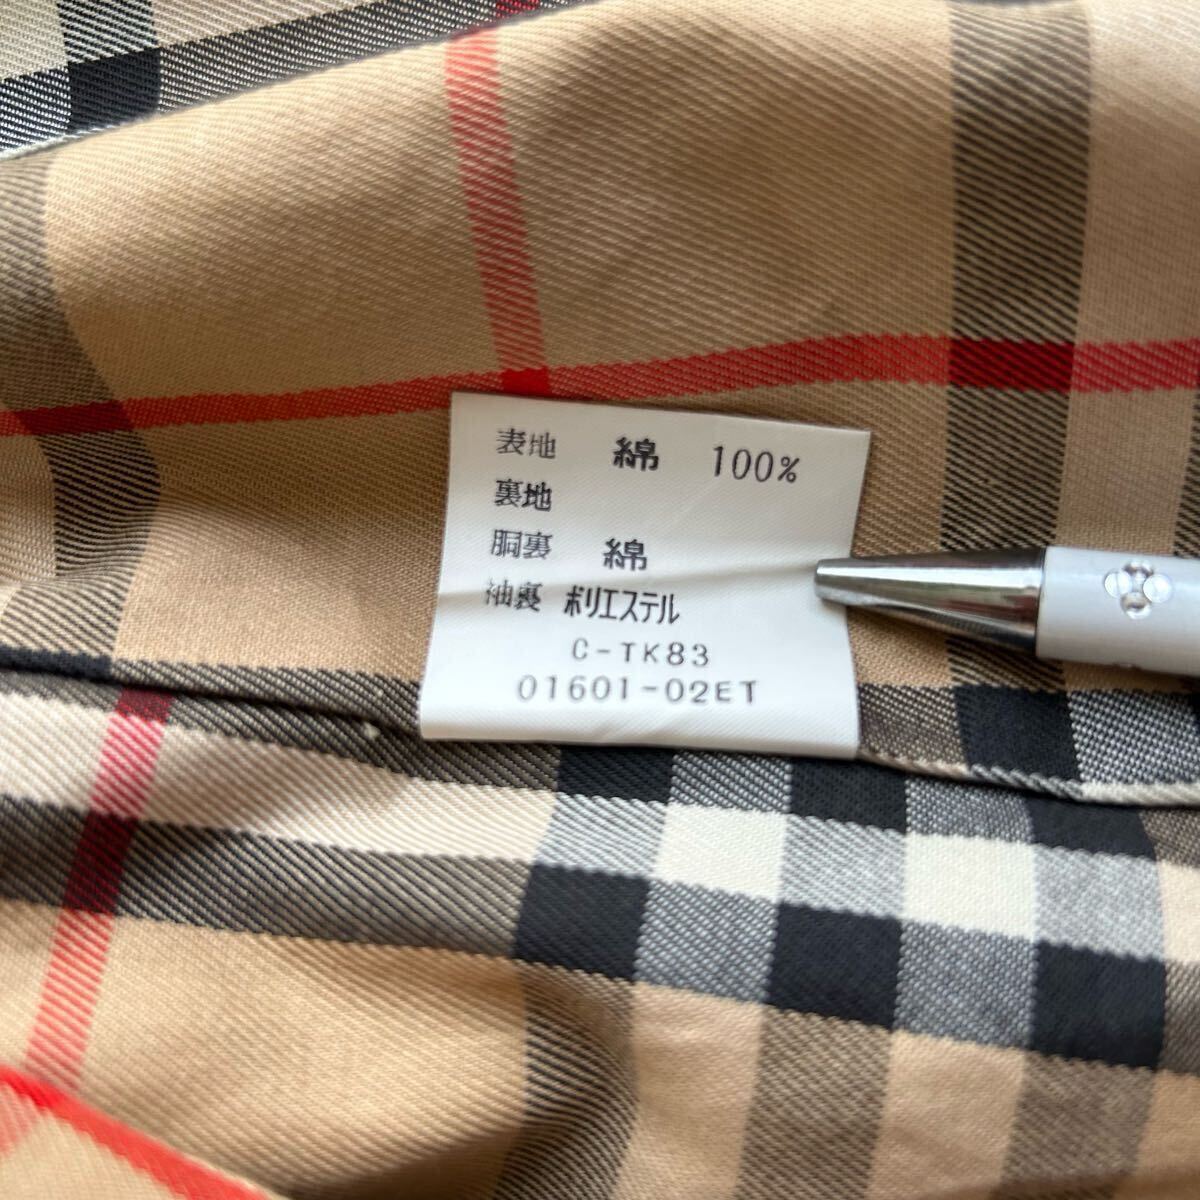 表地 綿 100%
裏地
胴裏 綿
袖裏 ポリエステル
C-TK83
01601-02ET